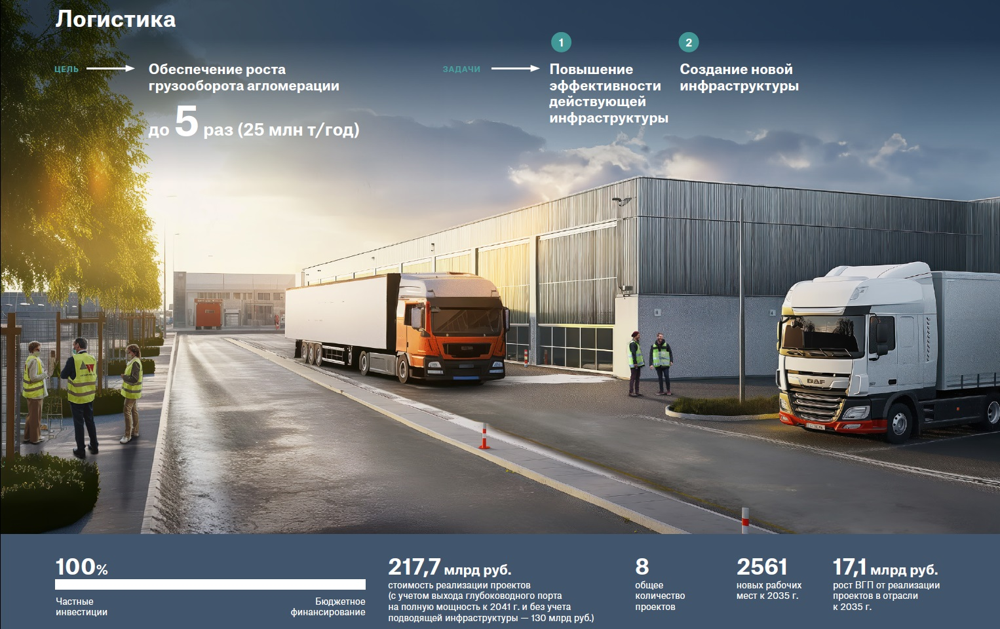 Логистика
ЦЕЛЬ
Обеспечение роста
грузооборота агломерации
до 5 раз (25 млн т/год)
ЗАДАЧИ
1
Повышение
эффективности
действующей
инфраструктуры
2
Создание новой
инфраструктуры
DAF
100%
Частные
инвестиции
Бюджетное
финансирование
217,7 млрд руб.
стоимость реализации проектов
(с учетом выхода глубоководного порта
на полную мощность к 2041 г. и без учета
подводящей инфраструктуры — 130 млрд руб.)
8
общее
количество
проектов
2561
новых рабочих
мест к 2035 г.
17,1 млрд руб.
рост ВГП от реализации
проектов в отрасли
к 2035 г.